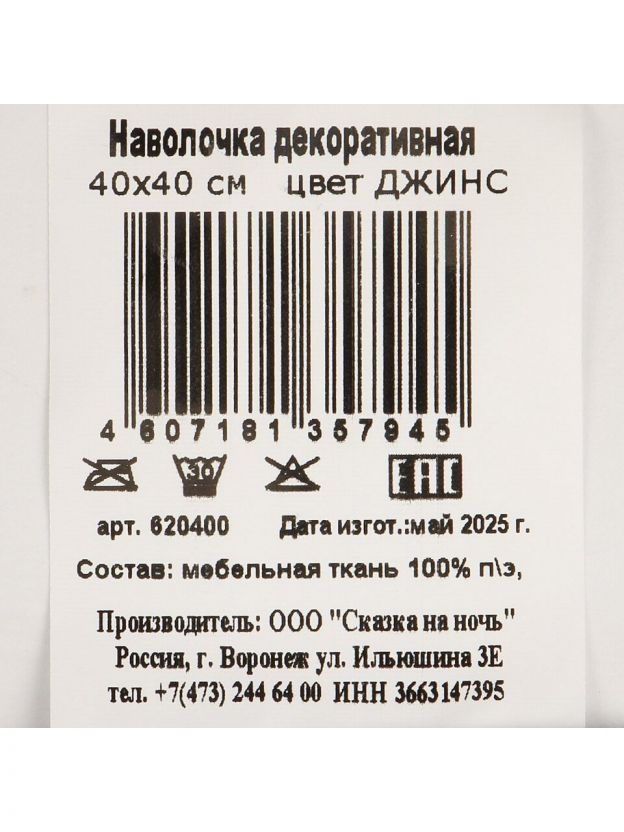 Наволочка декоративная
40х40 см цвет ДЖИНС
4 607181 357945
30 ЕАС
арт. 620400 Дата изгот.:май 2025 г.
Состав: мебельная ткань 100% п\э,
Производитель: ООО "Сказка на ночь"
Россия, г. Воронеж ул. Ильюшина 3Е
тел. +7(473) 244 64 00 ИНН 3663147395